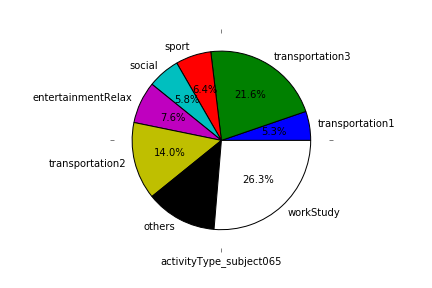 sport
transportation3
social
6.4%
21.6%
5.8%
entertainmentRelax
7.6%
transportation1
5.3%
14.0%
transportation2
26.3%
workStudy
others
activityType_subject065